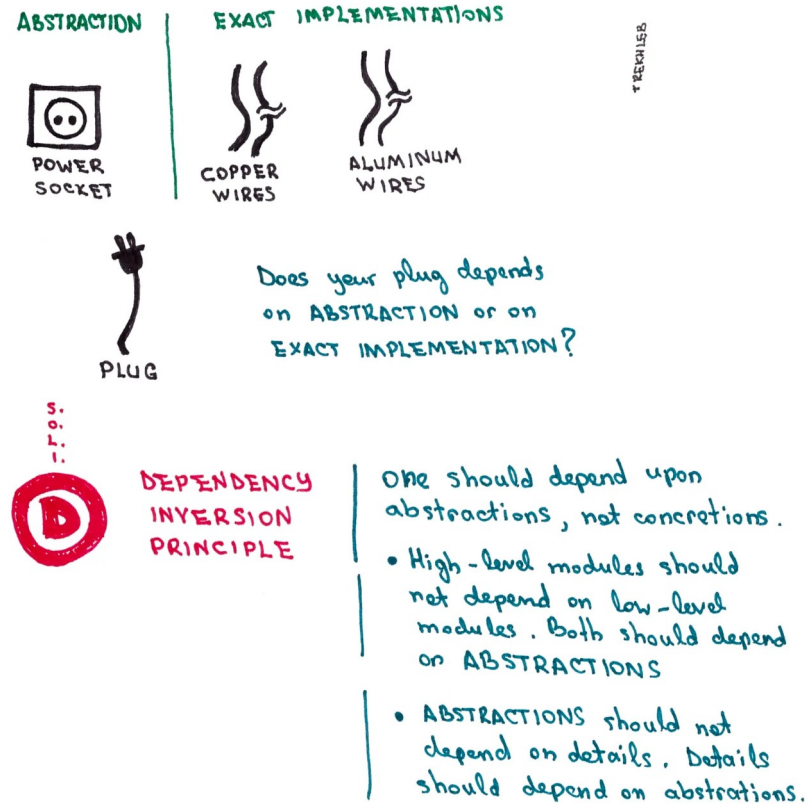 ABSTRACTION
EXACT IMPLEMENTATIONS
TREKHLEB
POWER
SOCKET
COPPER
WIRES
ALUMINUM
WIRES
PLUG
Does your plug depends
on ABSTRACTION or on
EXACT IMPLEMENTATION?
S.
O.
L.
I.
D
DEPENDENCY
INVERSION
PRINCIPLE
One should depend upon
abstractions, not concretions.
• High-level modules should
not depend on low-level
modules. Both should depend
on ABSTRACTIONS
• ABSTRACTIONS should not
depend on details. Details
should depend on abstrations.